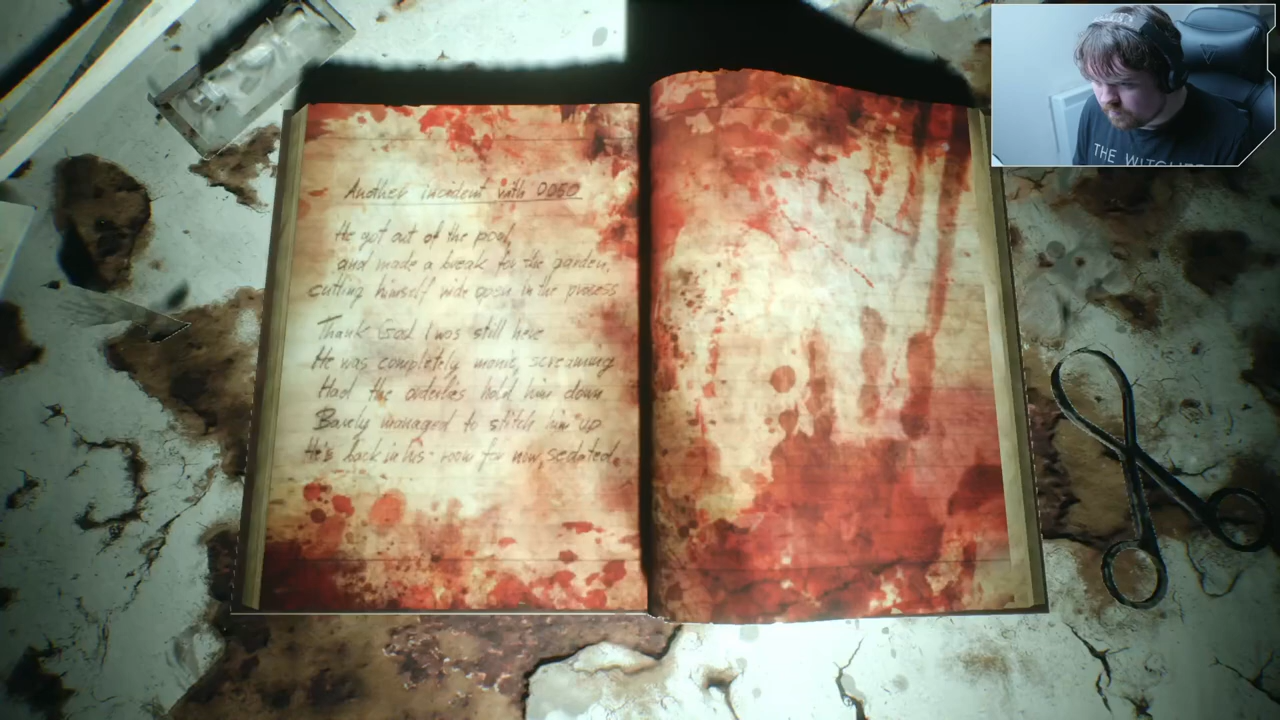 Another incident with 0050
He got out of the pool,
and made a break for the garden,
cutting himself wide open in the process
Thank God I was still here
He was completely manic, screaming
Had the orderlies hold him down
Barely managed to stitch him up
He's back in his room for now, sedated.
THE WITCHER